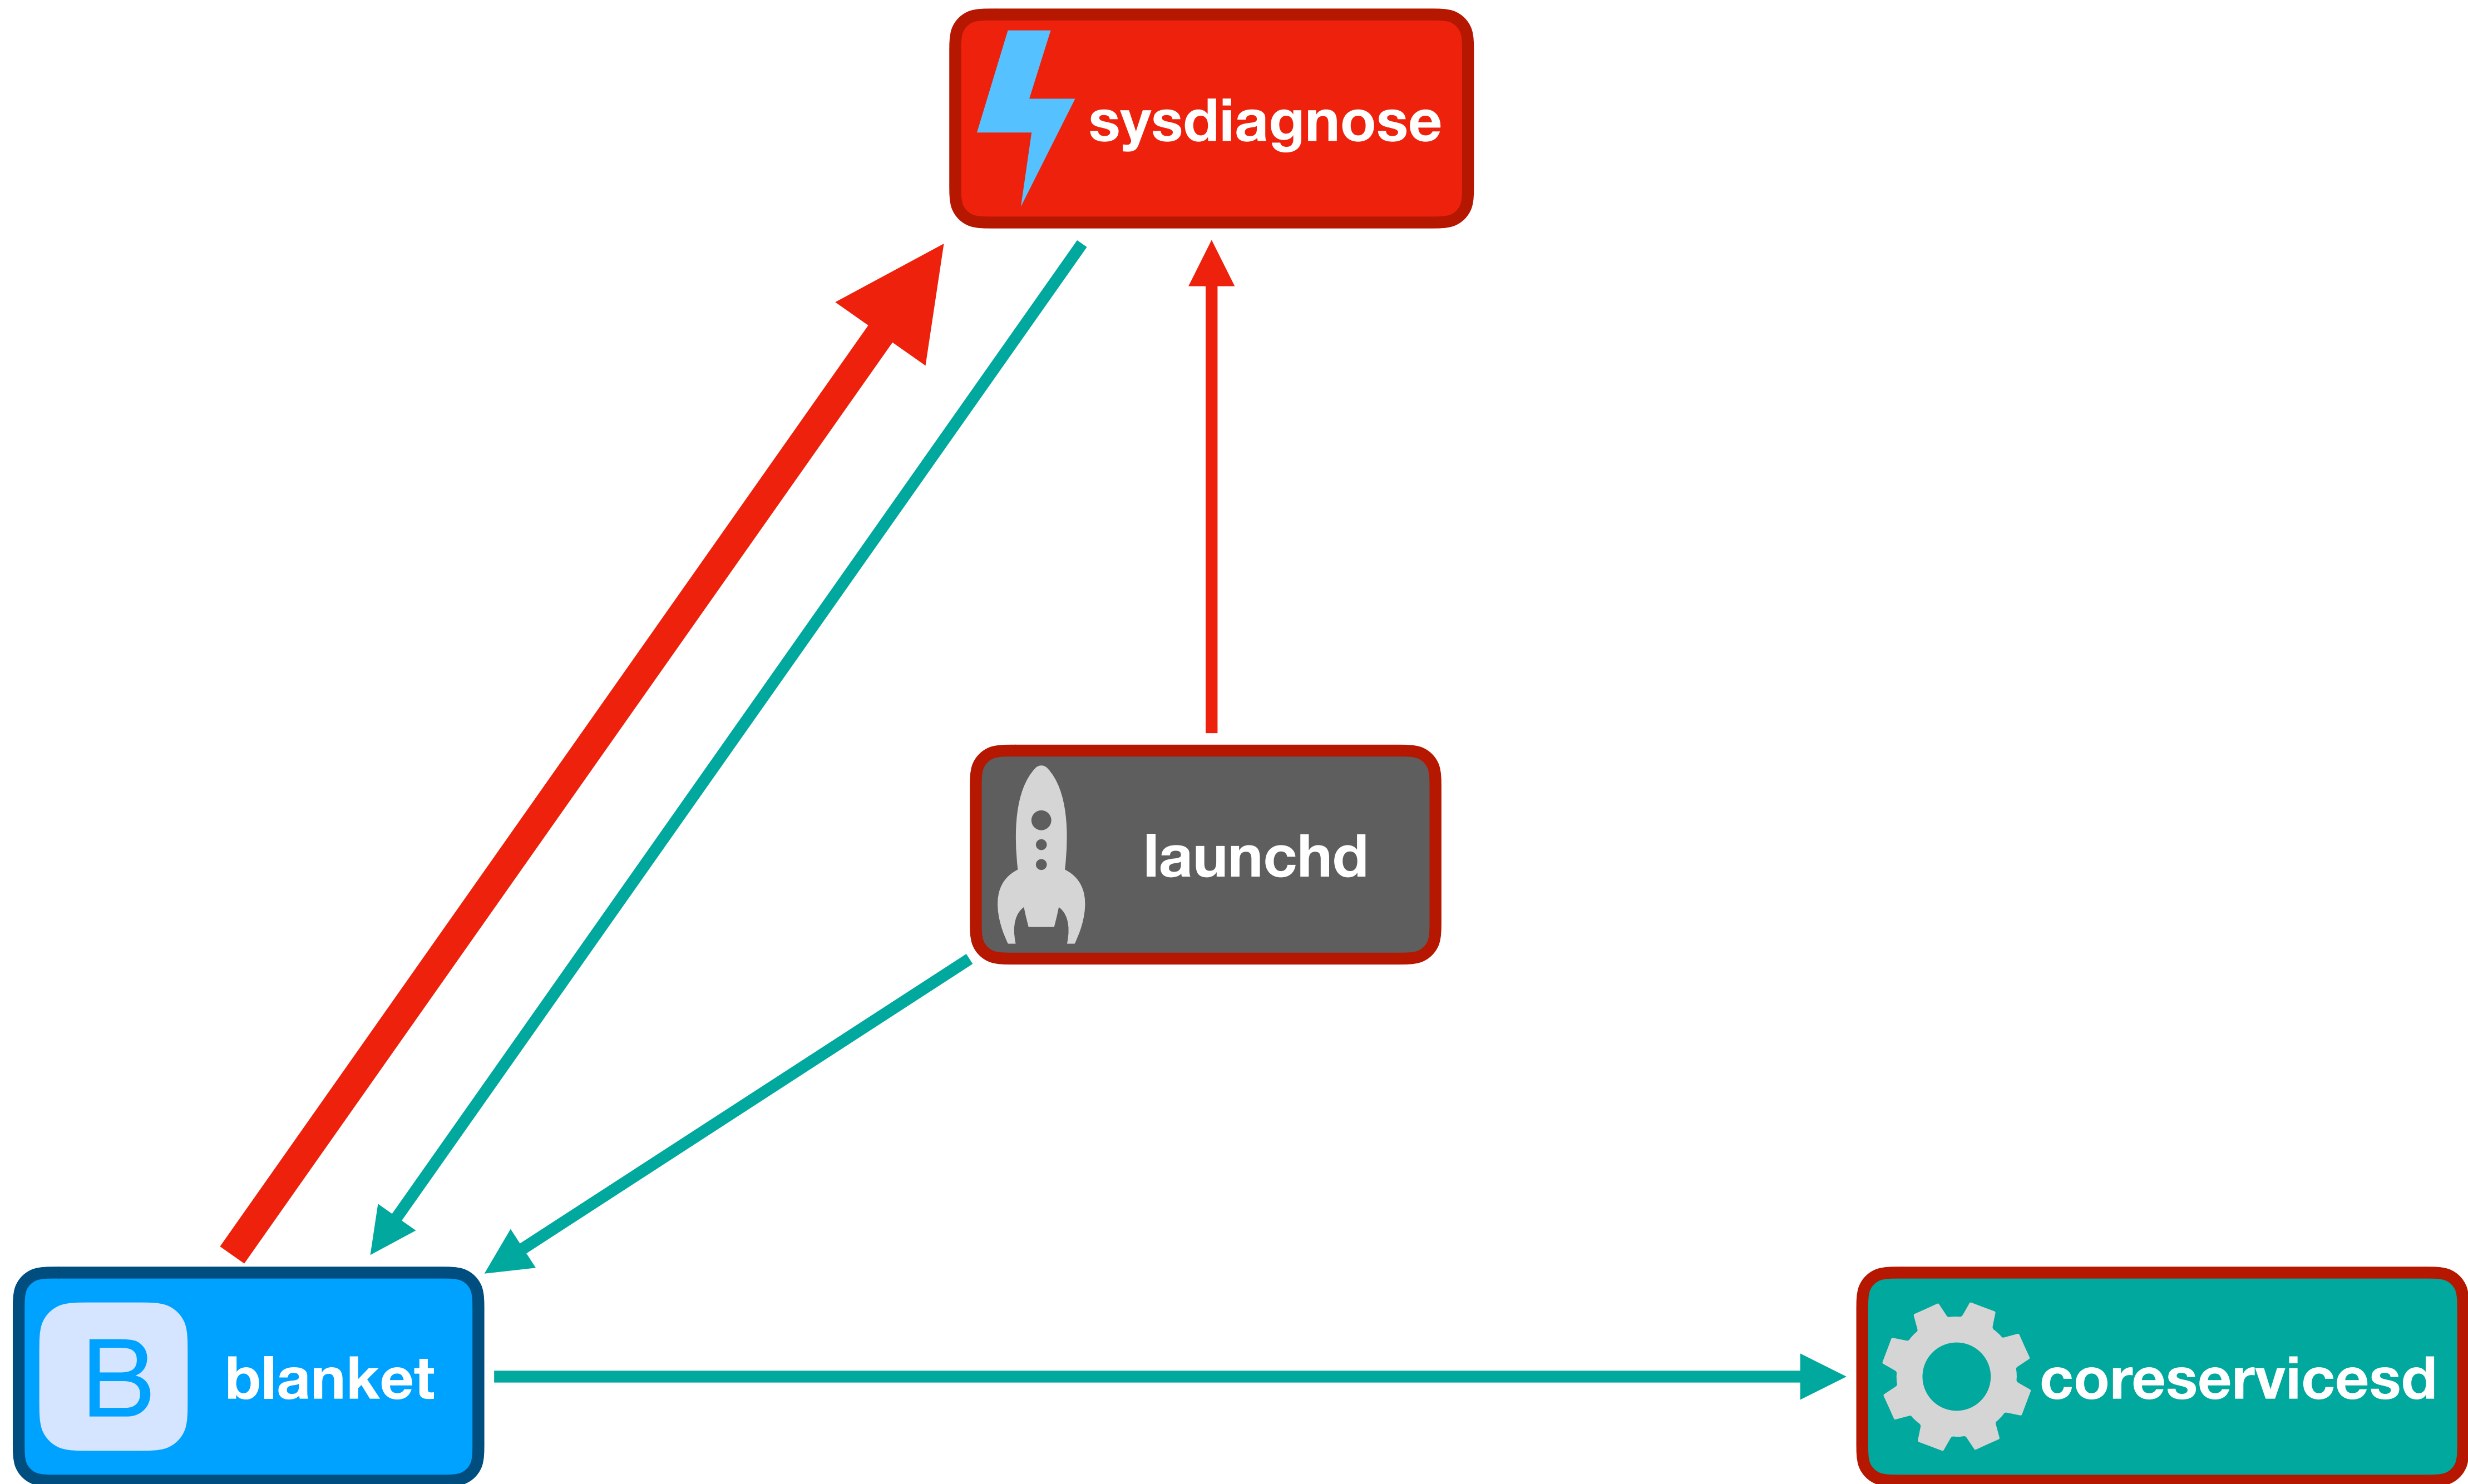 sysdiagnose
launchd
B
blanket
coreservicesd